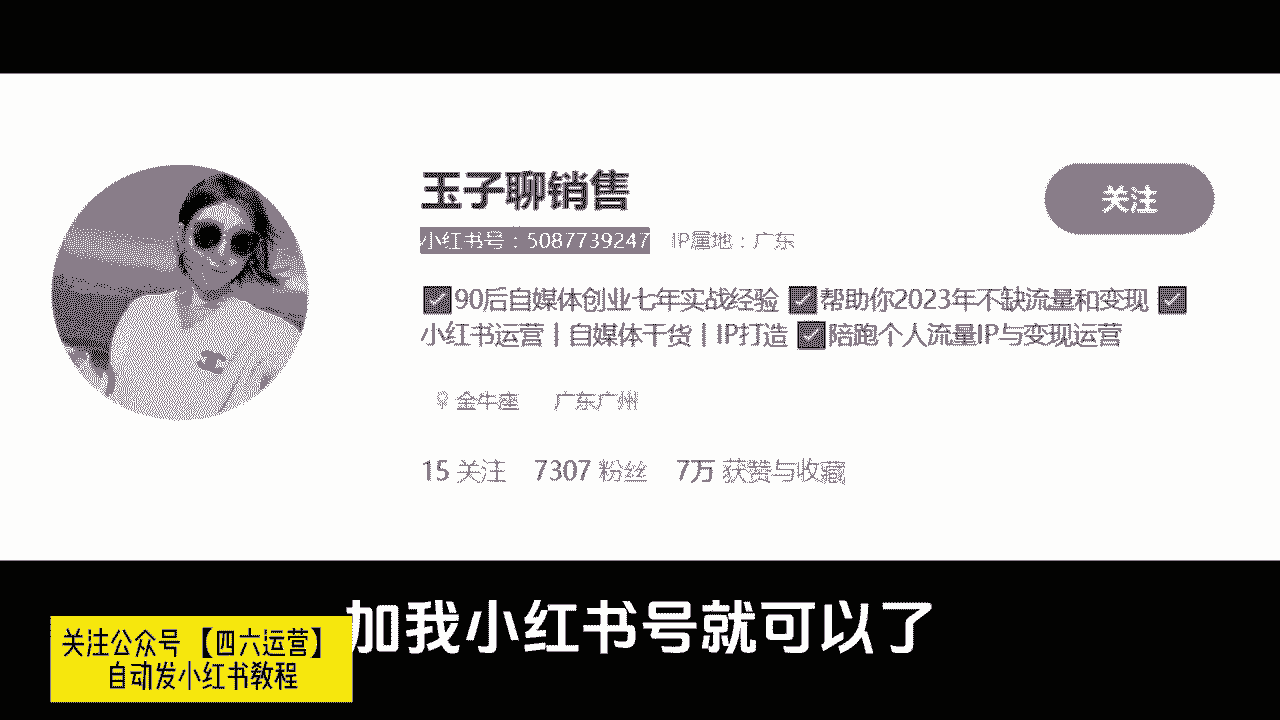 玉子聊销售
关注
小红书号：5087739247 IP属地：广东
90后自媒体创业七年实战经验 帮助你2023年不缺流量和变现
小红书运营丨自媒体干货丨IP打造 陪跑个人流量IP与变现运营
金牛座 广东广州
15 关注 7307 粉丝 7万 获赞与收藏
加我小红书号就可以了
关注公众号【四六运营】
自动发小红书教程